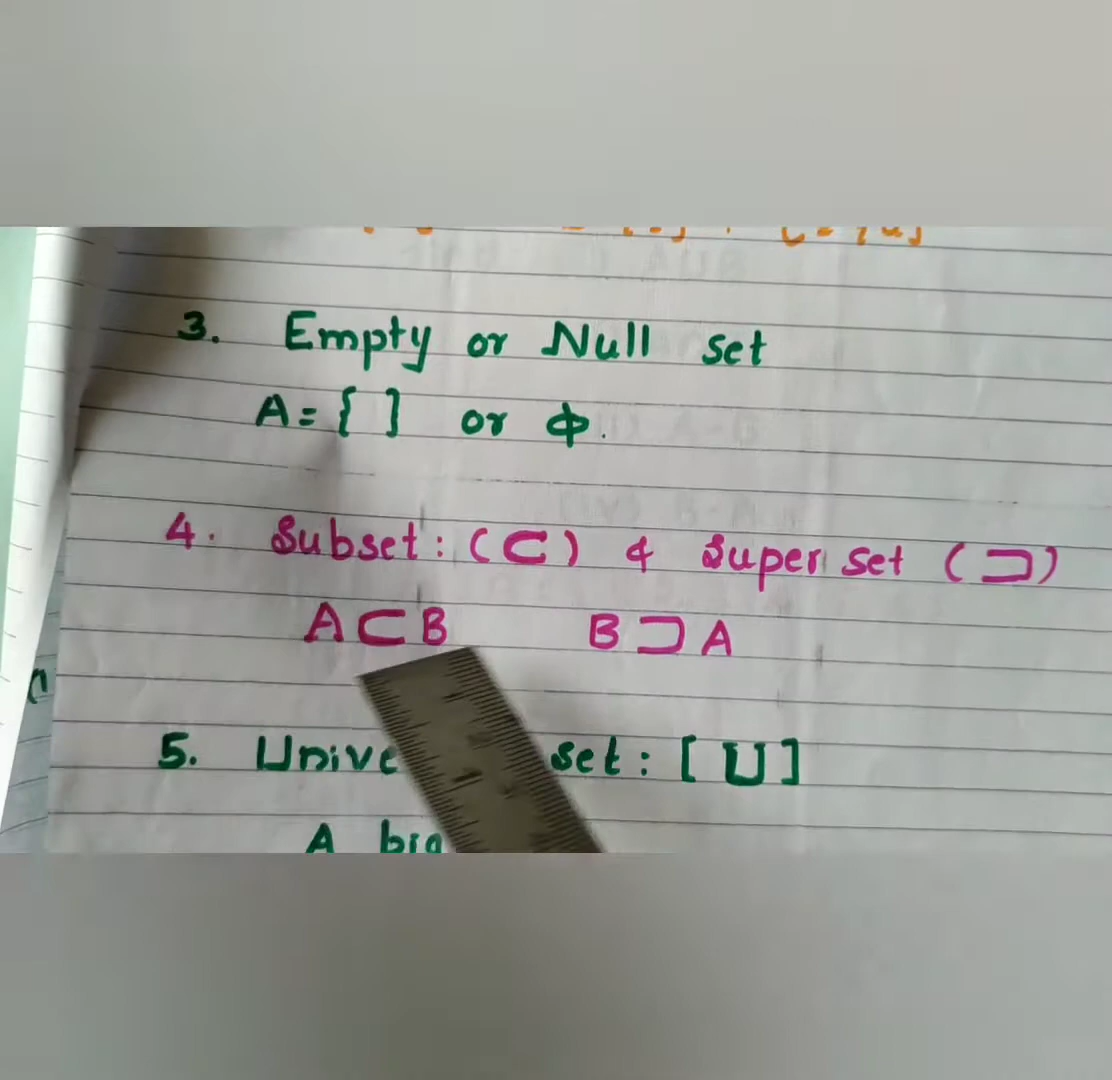 3. Empty or Null set
A = { } or ф.
4. Subset: (⊂) & Super set (⊃)
A ⊂ B B ⊃ A
5. set: [U]
A